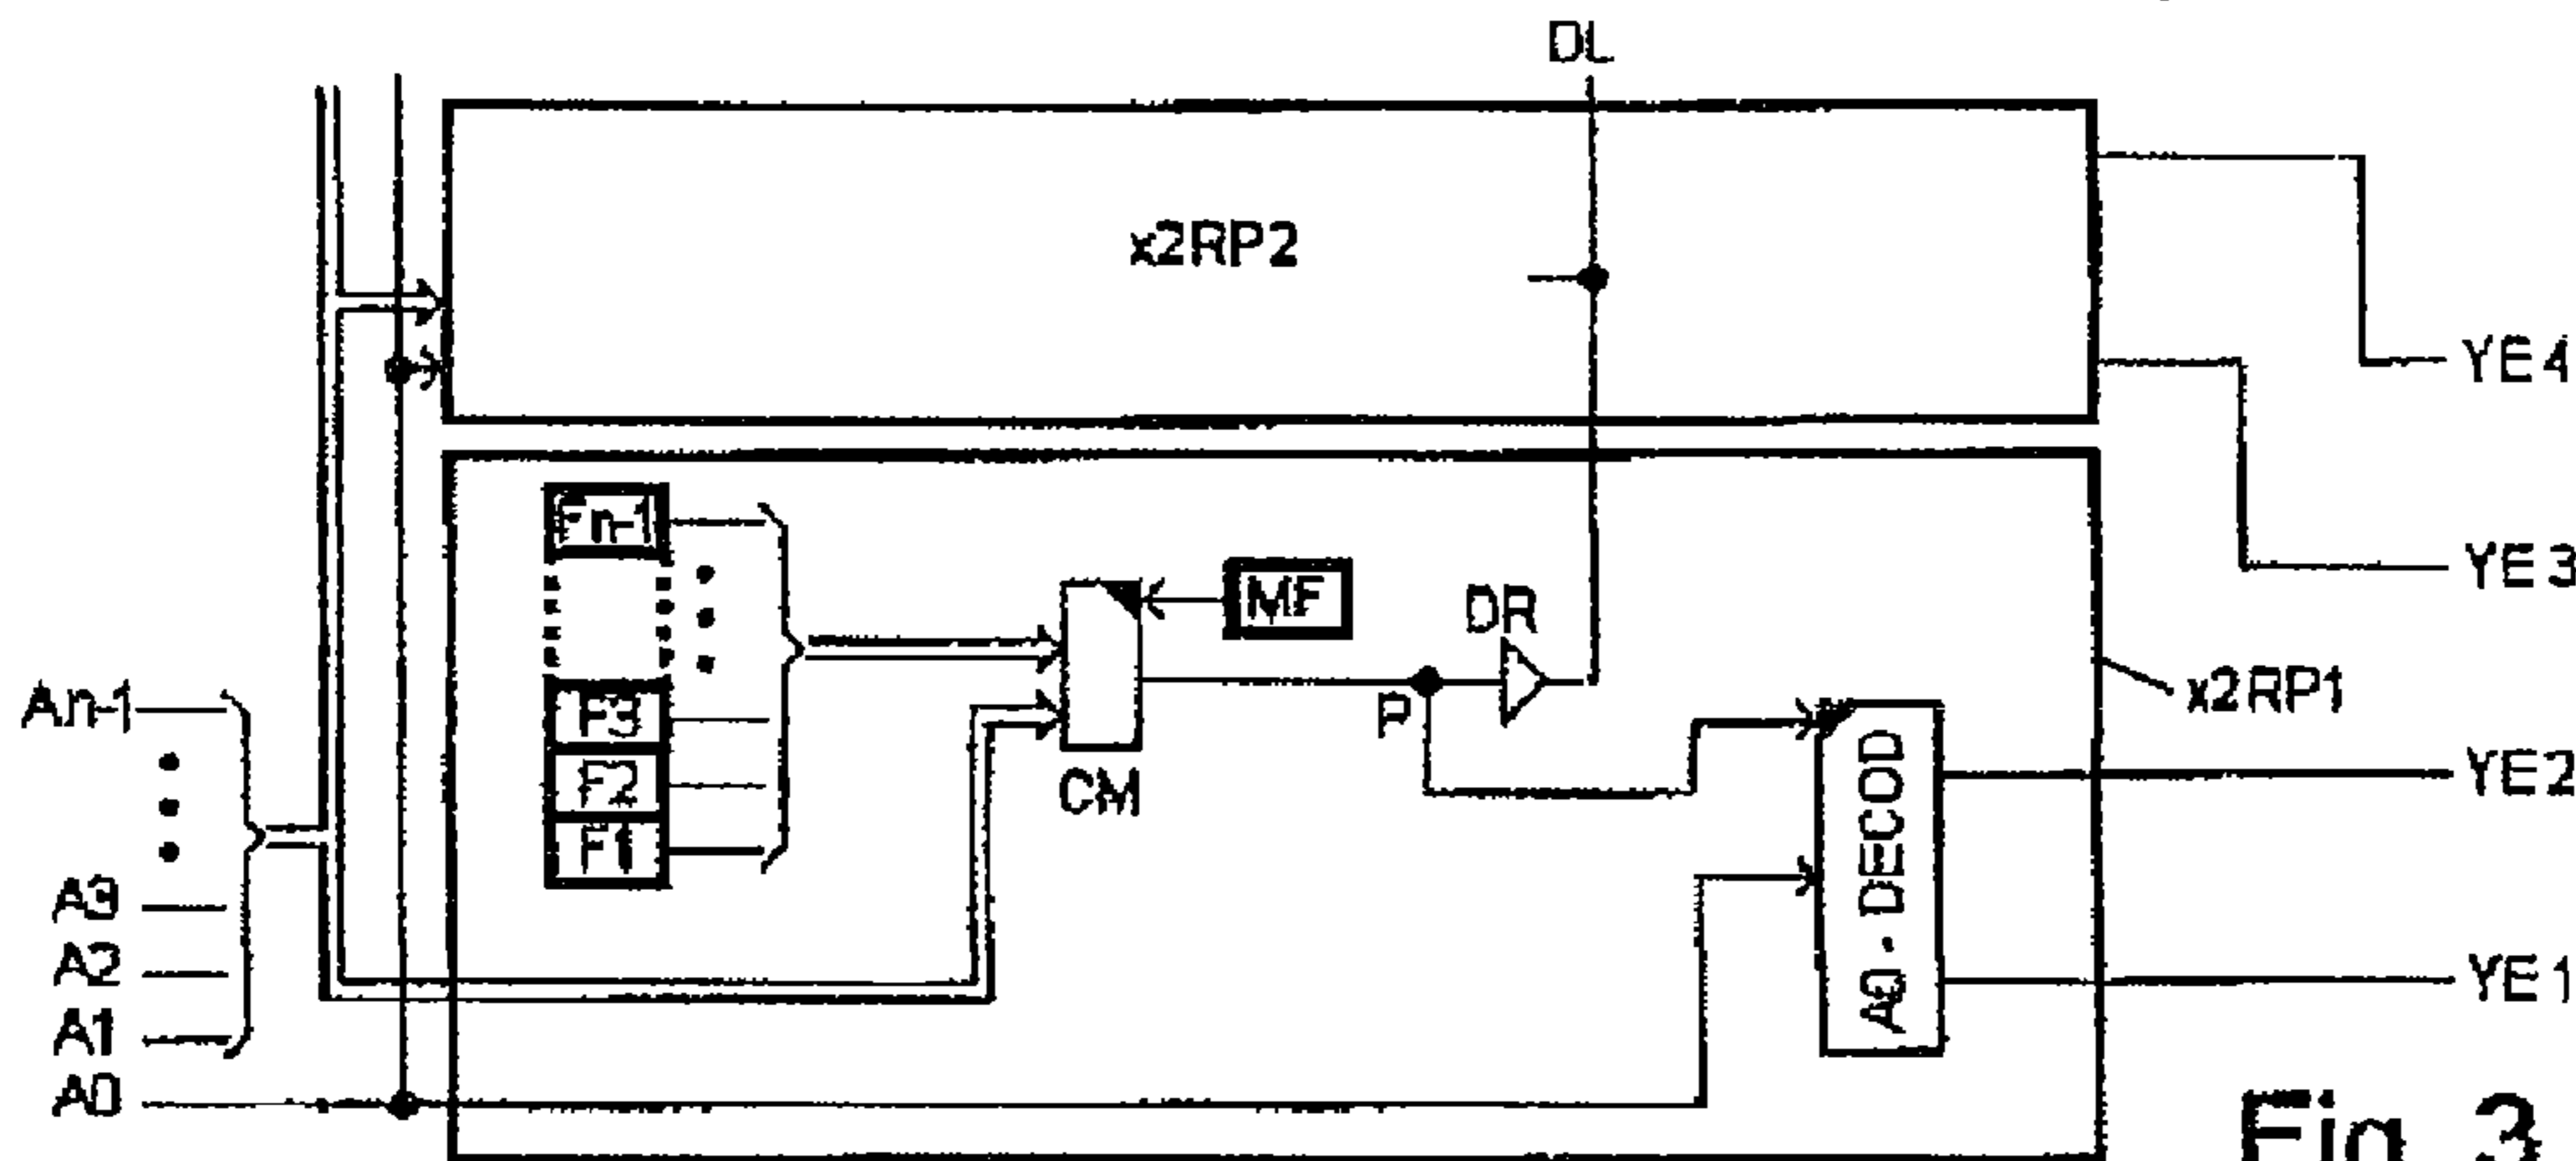 DL
x2RP2
YE4
YE3
Fn-1
MF
DR
F3
F2
F1
CM
P
An-1
A3
A2
A1
A0
A0 - DECOD
x2RP1
YE2
YE1
Fig. 3